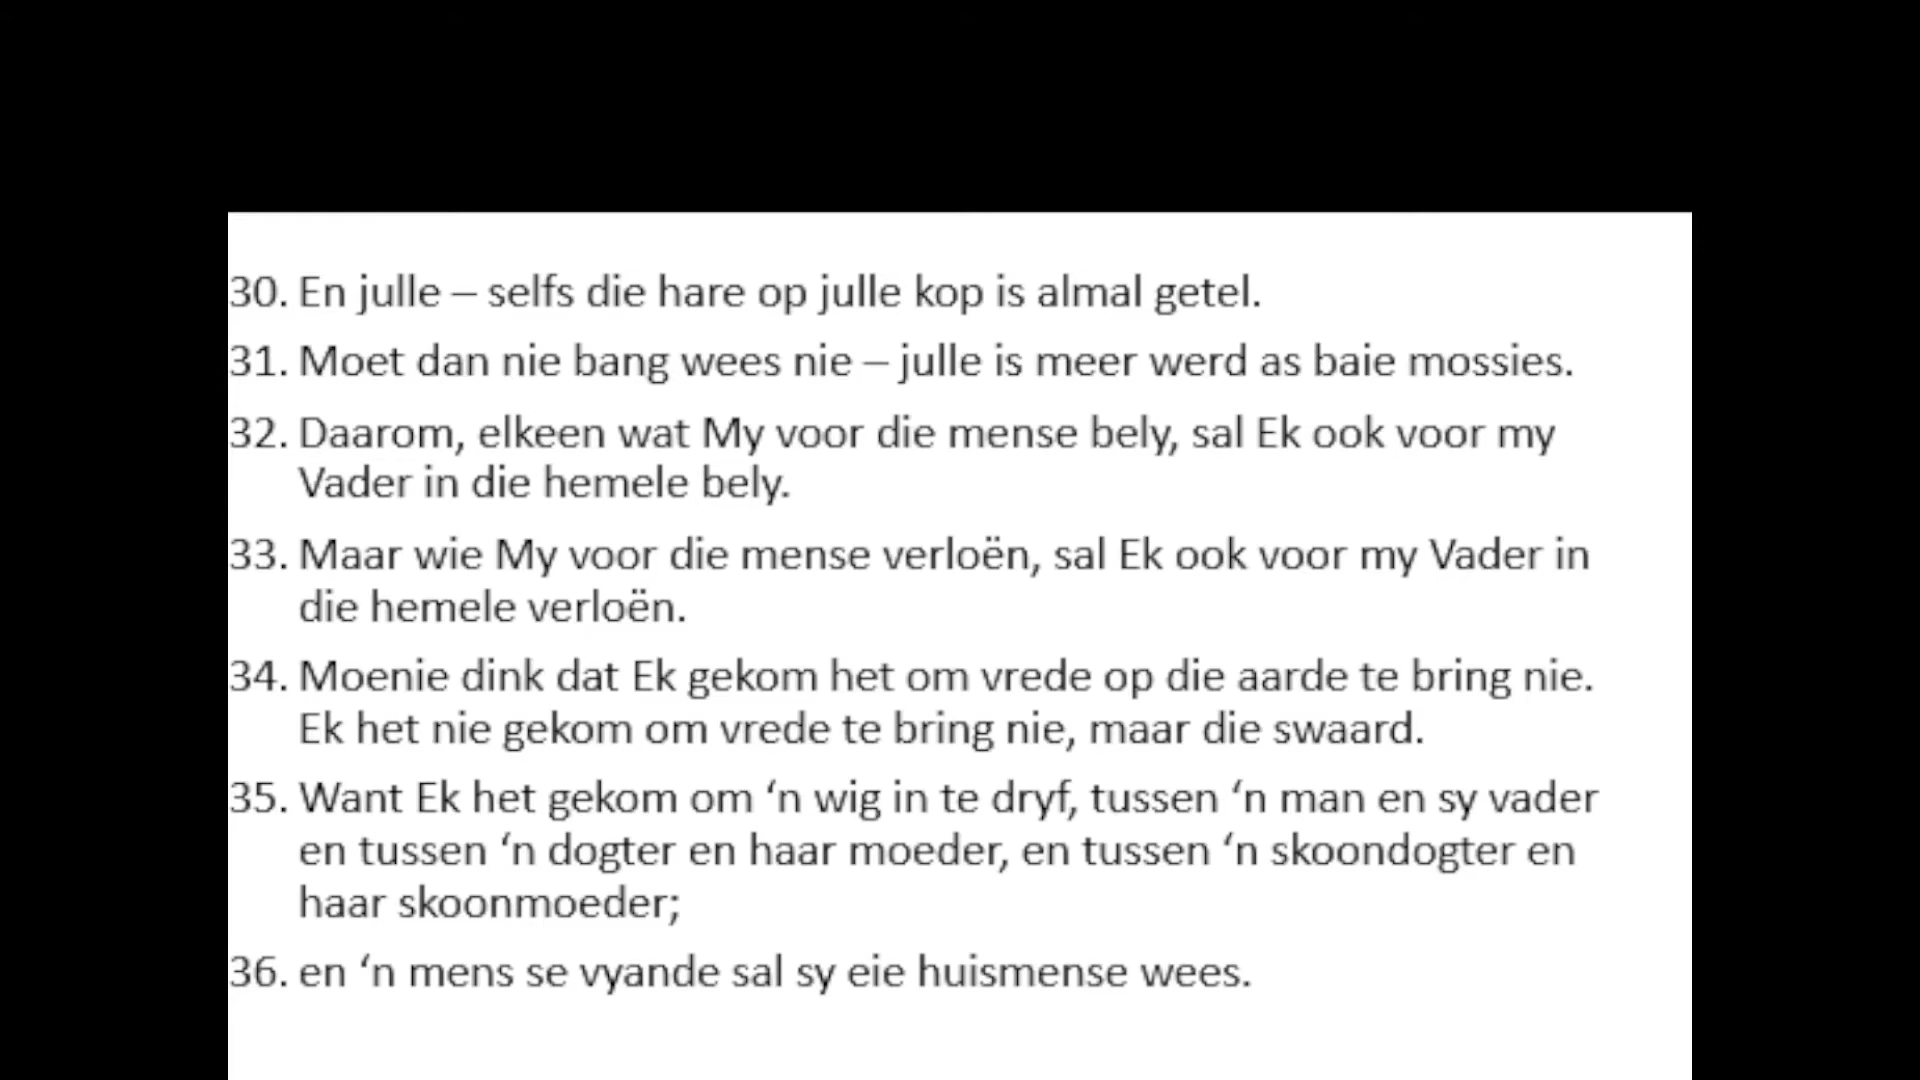 30. En julle – selfs die hare op julle kop is almal getel.
31. Moet dan nie bang wees nie – julle is meer werd as baie mossies.
32. Daarom, elkeen wat My voor die mense bely, sal Ek ook voor my
Vader in die hemele bely.
33. Maar wie My voor die mense verloën, sal Ek ook voor my Vader in
die hemele verloën.
34. Moenie dink dat Ek gekom het om vrede op die aarde te bring nie.
Ek het nie gekom om vrede te bring nie, maar die swaard.
35. Want Ek het gekom om ‘n wig in te dryf, tussen ‘n man en sy vader
en tussen ‘n dogter en haar moeder, en tussen ‘n skoondogter en
haar skoonmoeder;
36. en ‘n mens se vyande sal sy eie huismense wees.